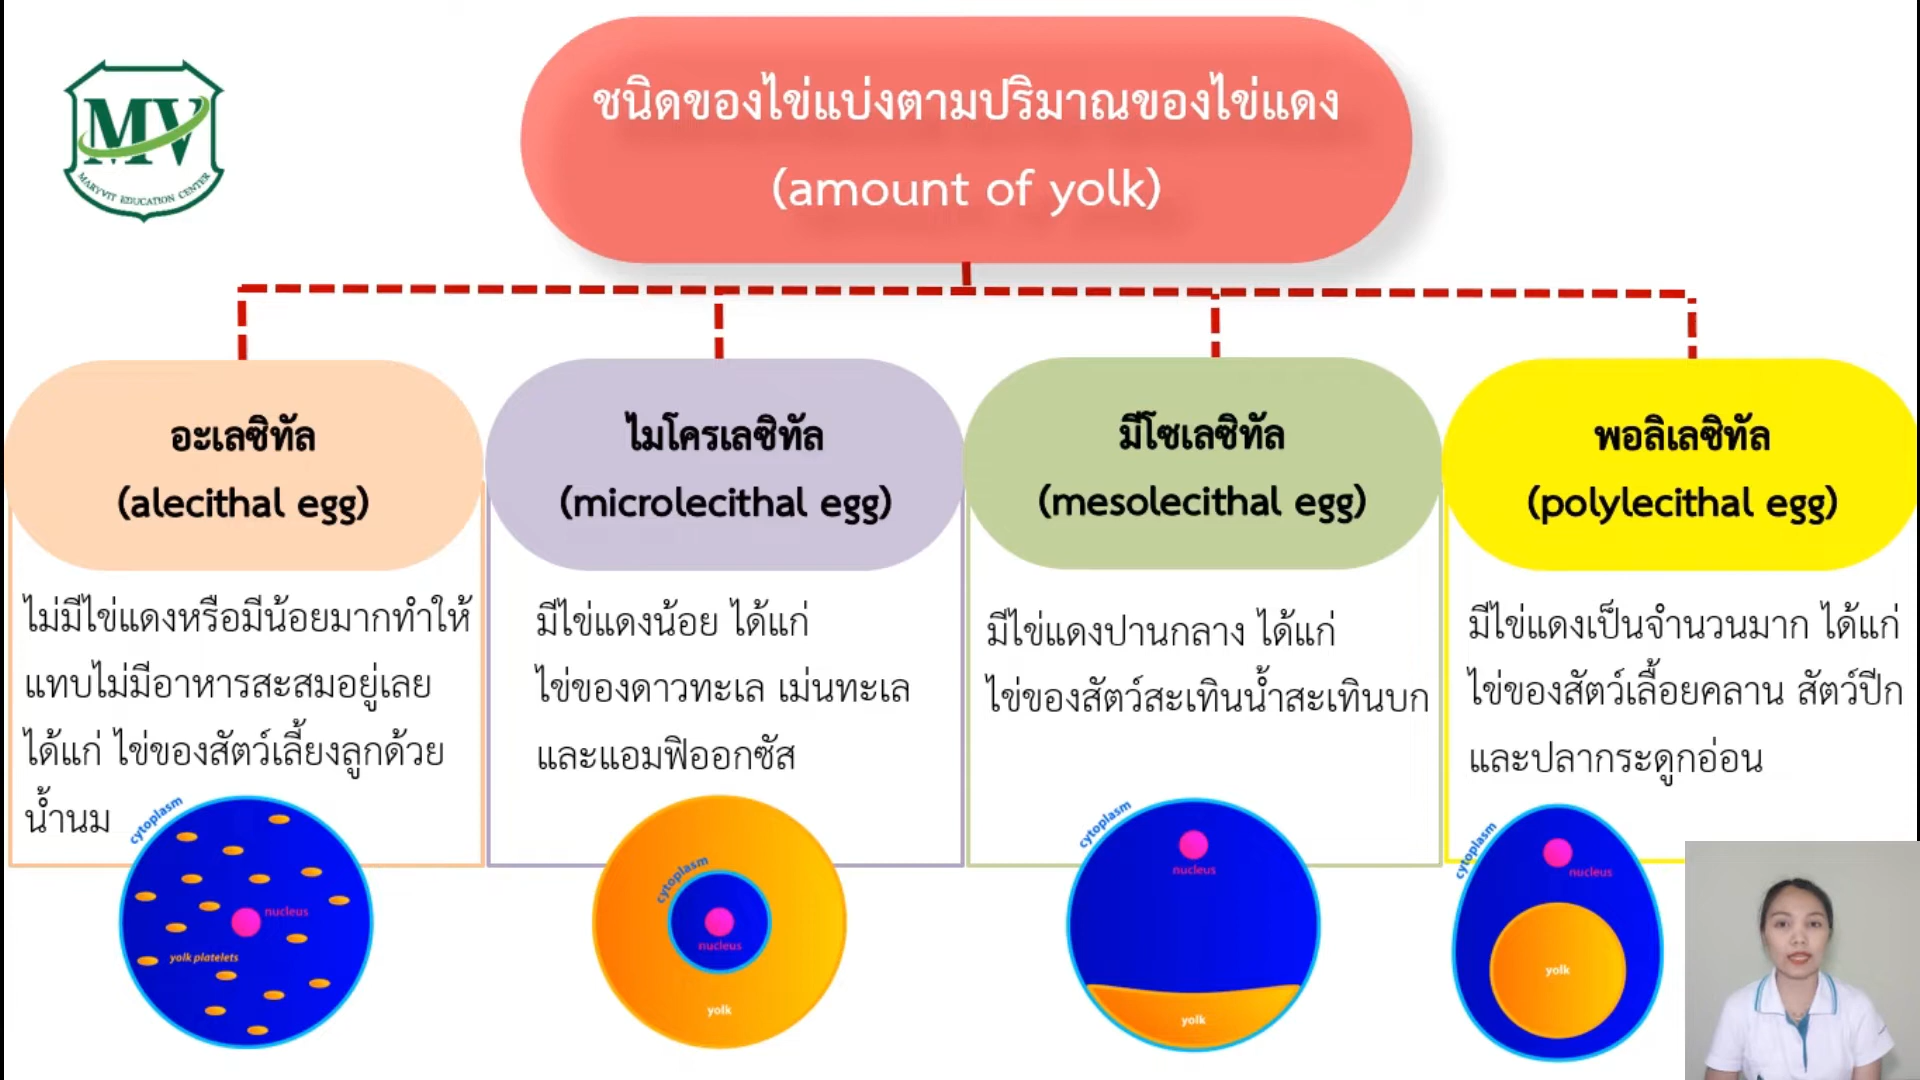 MV
MARYVIT EDUCATION CENTER
ชนิดของไข่แบ่งตามปริมาณของไข่แดง
(amount of yolk)
อะเลซิทัล
(alecithal egg)
ไม่มีไข่แดงหรือมีน้อยมากทำให้
แทบไม่มีอาหารสะสมอยู่เลย
ได้แก่ ไข่ของสัตว์เลี้ยงลูกด้วย
น้ำนม
cytoplasm
nucleus
yolk platelets
ไมโครเลซิทัล
(microlecithal egg)
มีไข่แดงน้อย ได้แก่
ไข่ของดาวทะเล เม่นทะเล
และแอมฟิออกซัส
cytoplasm
nucleus
yolk
มีโซเลซิทัล
(mesolecithal egg)
มีไข่แดงปานกลาง ได้แก่
ไข่ของสัตว์สะเทินน้ำสะเทินบก
cytoplasm
nucleus
yolk
พอลิเลซิทัล
(polylecithal egg)
มีไข่แดงเป็นจำนวนมาก ได้แก่
ไข่ของสัตว์เลื้อยคลาน สัตว์ปีก
และปลากระดูกอ่อน
cytoplasm
nucleus
yolk